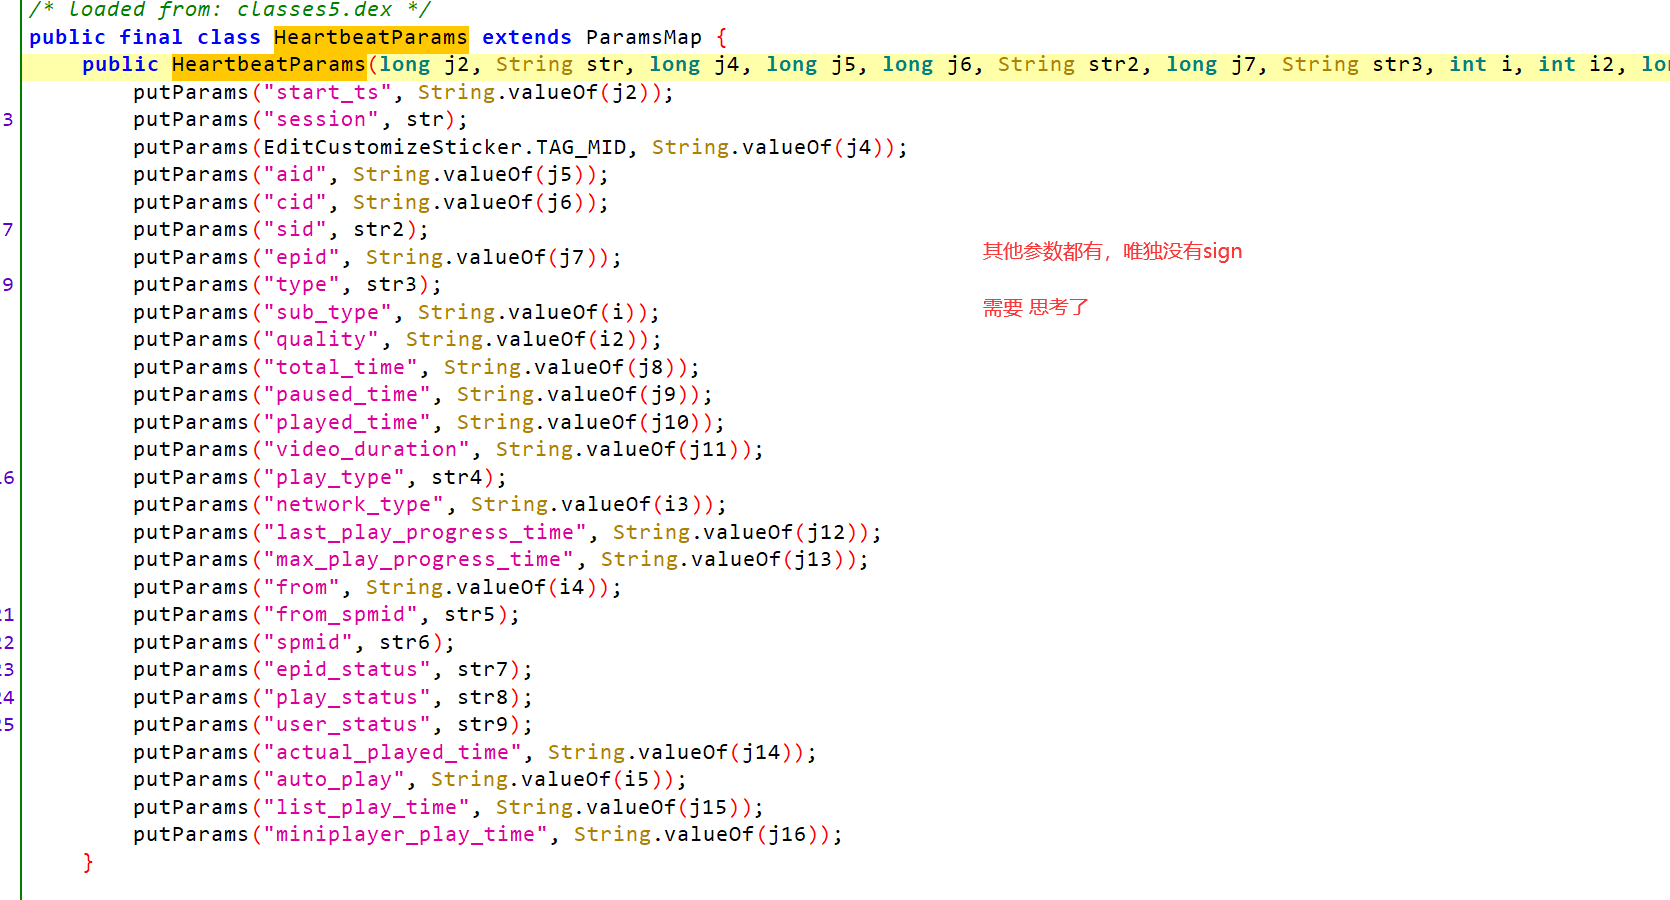 /* loaded from: classes5.dex */
public final class HeartbeatParams extends ParamsMap {
public HeartbeatParams(long j2, String str, long j4, long j5, long j6, String str2, long j7, String str3, int i, int i2, lo
putParams("start_ts", String.valueOf(j2));
3 putParams("session", str);
putParams(EditCustomizeSticker.TAG_MID, String.valueOf(j4));
putParams("aid", String.valueOf(j5));
putParams("cid", String.valueOf(j6));
7 putParams("sid", str2);
putParams("epid", String.valueOf(j7));
其他参数都有，唯独没有sign
9 putParams("type", str3);
需要 思考了
putParams("sub_type", String.valueOf(i));
putParams("quality", String.valueOf(i2));
putParams("total_time", String.valueOf(j8));
putParams("paused_time", String.valueOf(j9));
putParams("played_time", String.valueOf(j10));
putParams("video_duration", String.valueOf(j11));
16 putParams("play_type", str4);
putParams("network_type", String.valueOf(i3));
putParams("last_play_progress_time", String.valueOf(j12));
putParams("max_play_progress_time", String.valueOf(j13));
putParams("from", String.valueOf(i4));
21 putParams("from_spmid", str5);
22 putParams("spmid", str6);
23 putParams("epid_status", str7);
24 putParams("play_status", str8);
25 putParams("user_status", str9);
putParams("actual_played_time", String.valueOf(j14));
putParams("auto_play", String.valueOf(i5));
putParams("list_play_time", String.valueOf(j15));
putParams("miniplayer_play_time", String.valueOf(j16));
}